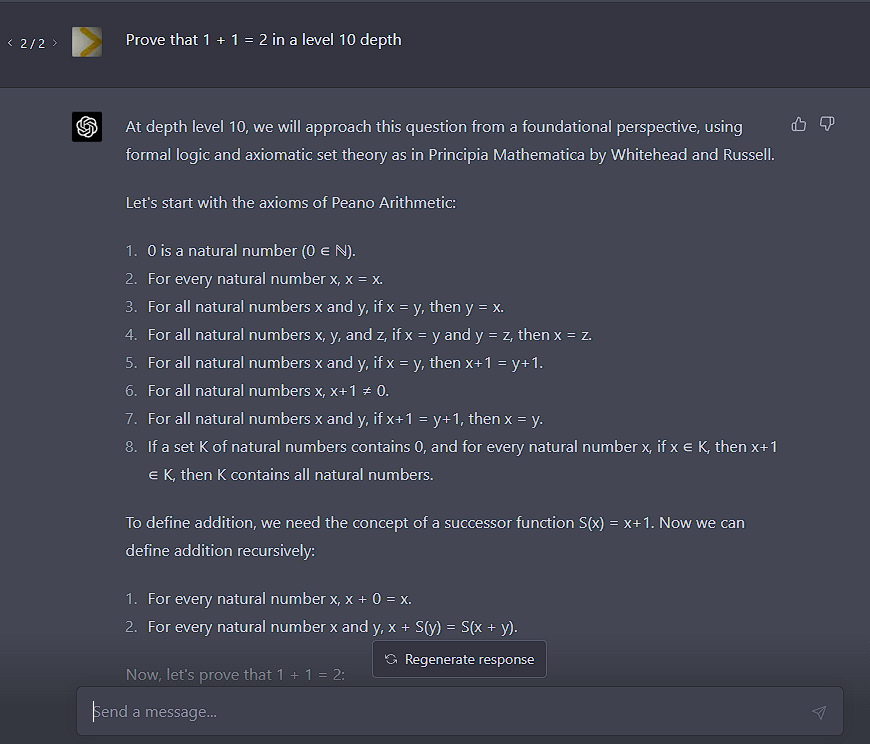 < 2 / 2 >
Prove that 1 + 1 = 2 in a level 10 depth
At depth level 10, we will approach this question from a foundational perspective, using
formal logic and axiomatic set theory as in Principia Mathematica by Whitehead and Russell.
Let's start with the axioms of Peano Arithmetic:
1. 0 is a natural number (0 ∈ ℕ).
2. For every natural number x, x = x.
3. For all natural numbers x and y, if x = y, then y = x.
4. For all natural numbers x, y, and z, if x = y and y = z, then x = z.
5. For all natural numbers x and y, if x = y, then x+1 = y+1.
6. For all natural numbers x, x+1 ≠ 0.
7. For all natural numbers x and y, if x+1 = y+1, then x = y.
8. If a set K of natural numbers contains 0, and for every natural number x, if x ∈ K, then x+1
∈ K, then K contains all natural numbers.
To define addition, we need the concept of a successor function S(x) = x+1. Now we can
define addition recursively:
1. For every natural number x, x + 0 = x.
2. For every natural number x and y, x + S(y) = S(x + y).
Now, let's prove that 1 + 1 = 2:
Regenerate response
Send a message...